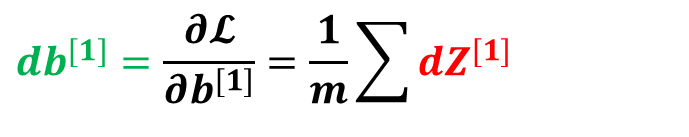 db^[1] = ∂ℒ/∂b^[1] = 1/m ∑ dZ^[1]